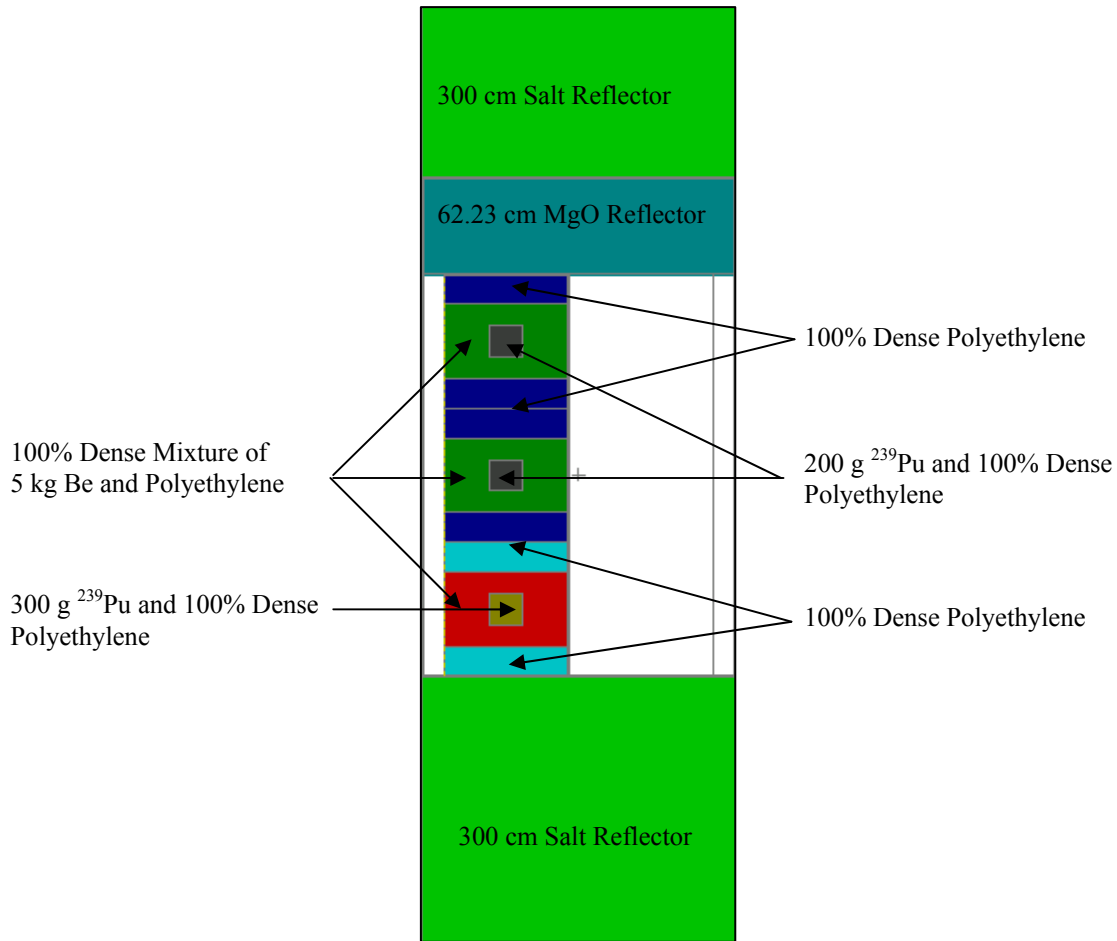 300 cm Salt Reflector
62.23 cm MgO Reflector
100% Dense Polyethylene
100% Dense Mixture of
5 kg Be and Polyethylene
200 g ²³⁹Pu and 100% Dense
Polyethylene
300 g ²³⁹Pu and 100% Dense
Polyethylene
100% Dense Polyethylene
300 cm Salt Reflector